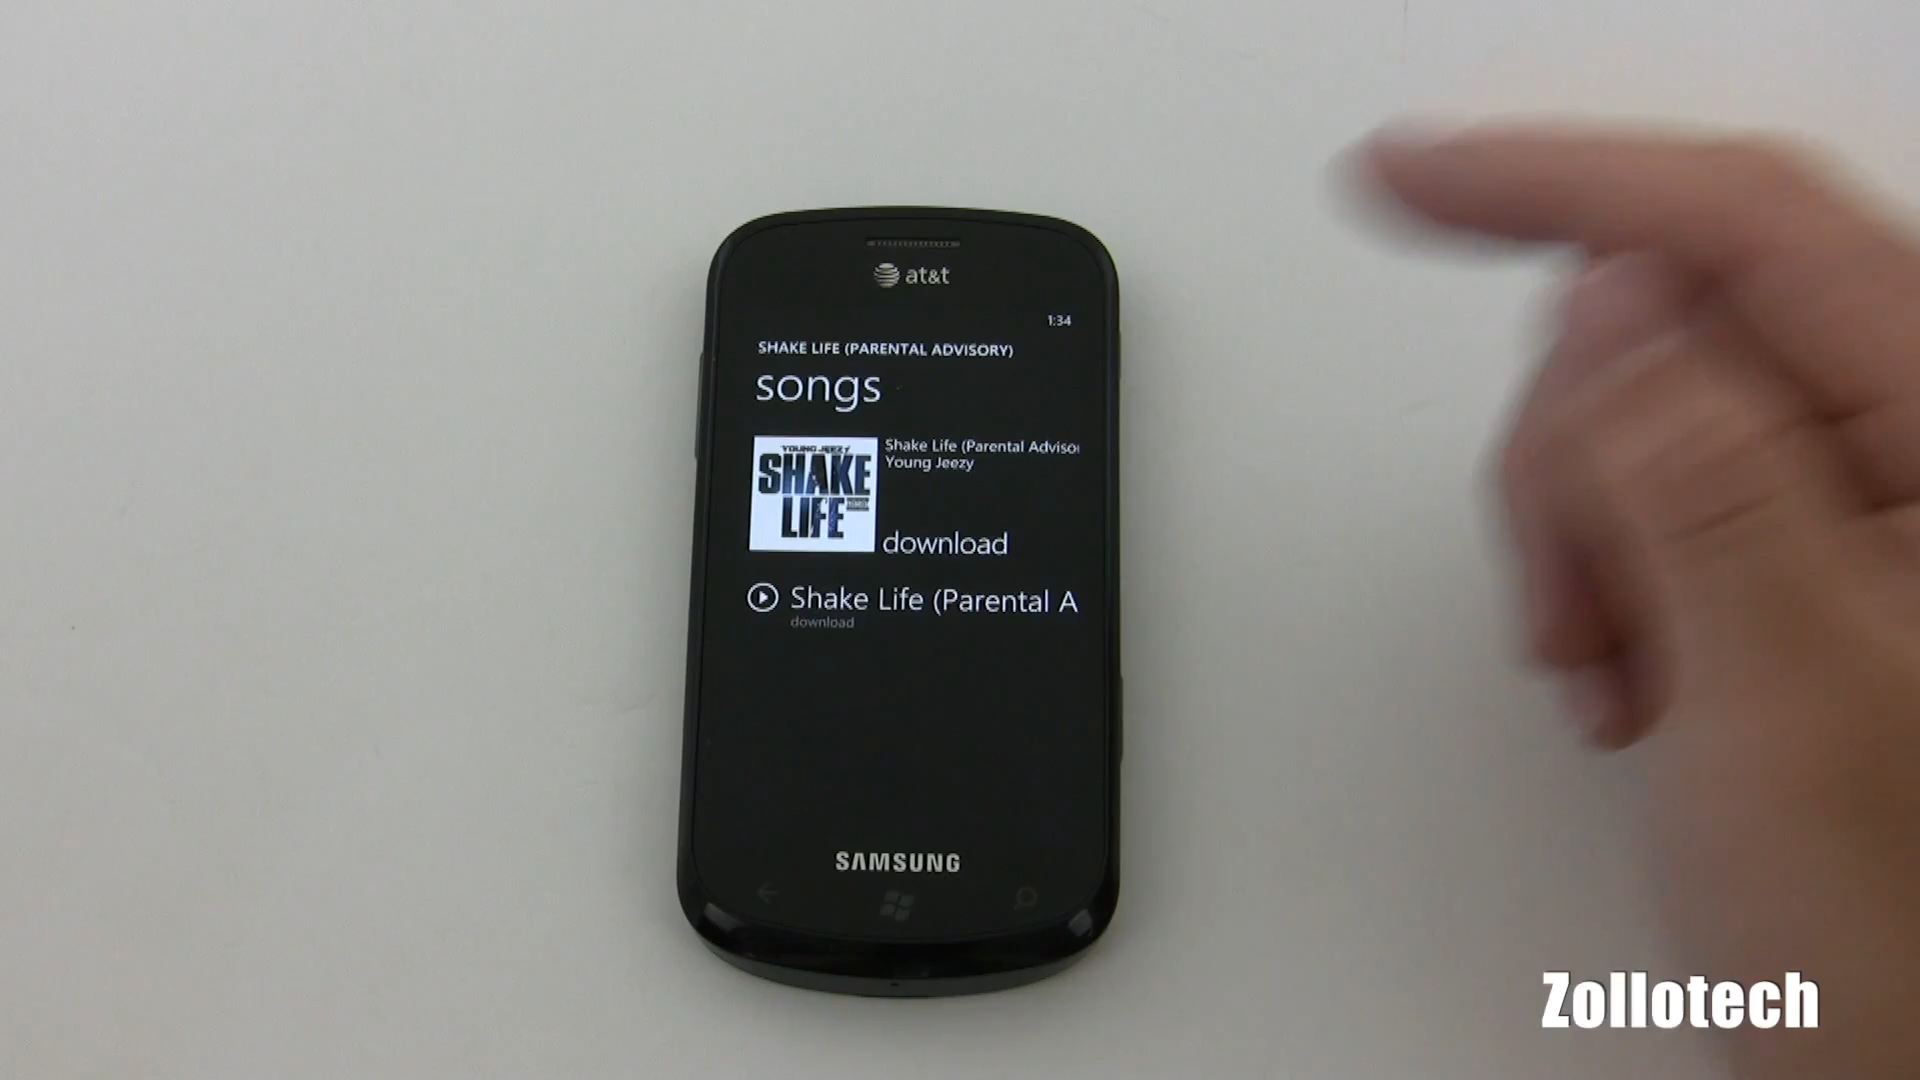 at&t
1:34
SHAKE LIFE (PARENTAL ADVISORY)
songs
YOUNG JEEZY
SHAKE
LIFE
Shake Life (Parental Adviso
Young Jeezy
download
Shake Life (Parental A
download
SAMSUNG
Zollotech